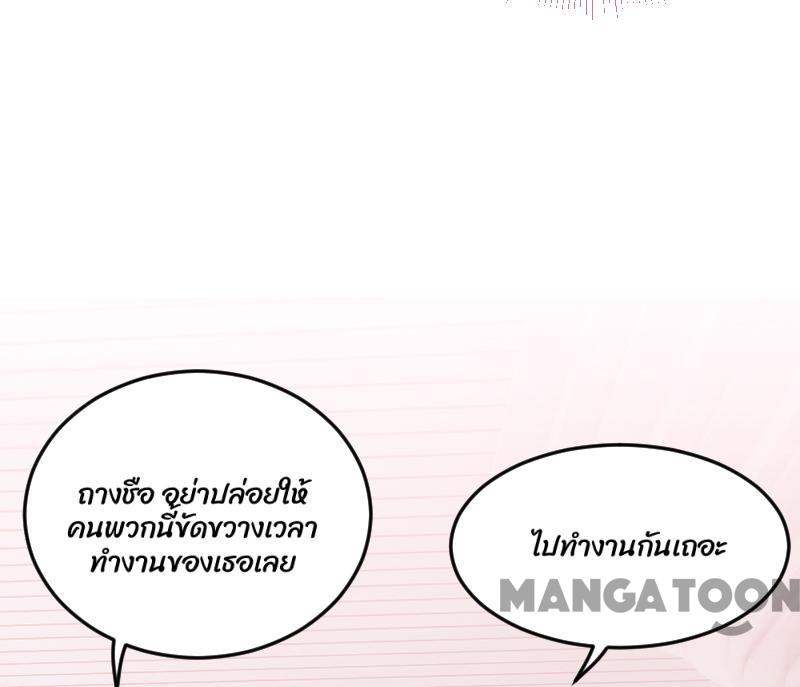 ถางชือ อย่าปล่อยให้
คนพวกนี้ขัดขวางเวลา
ทำงานของเธอเลย
ไปทำงานกันเถอะ
MANGATOON